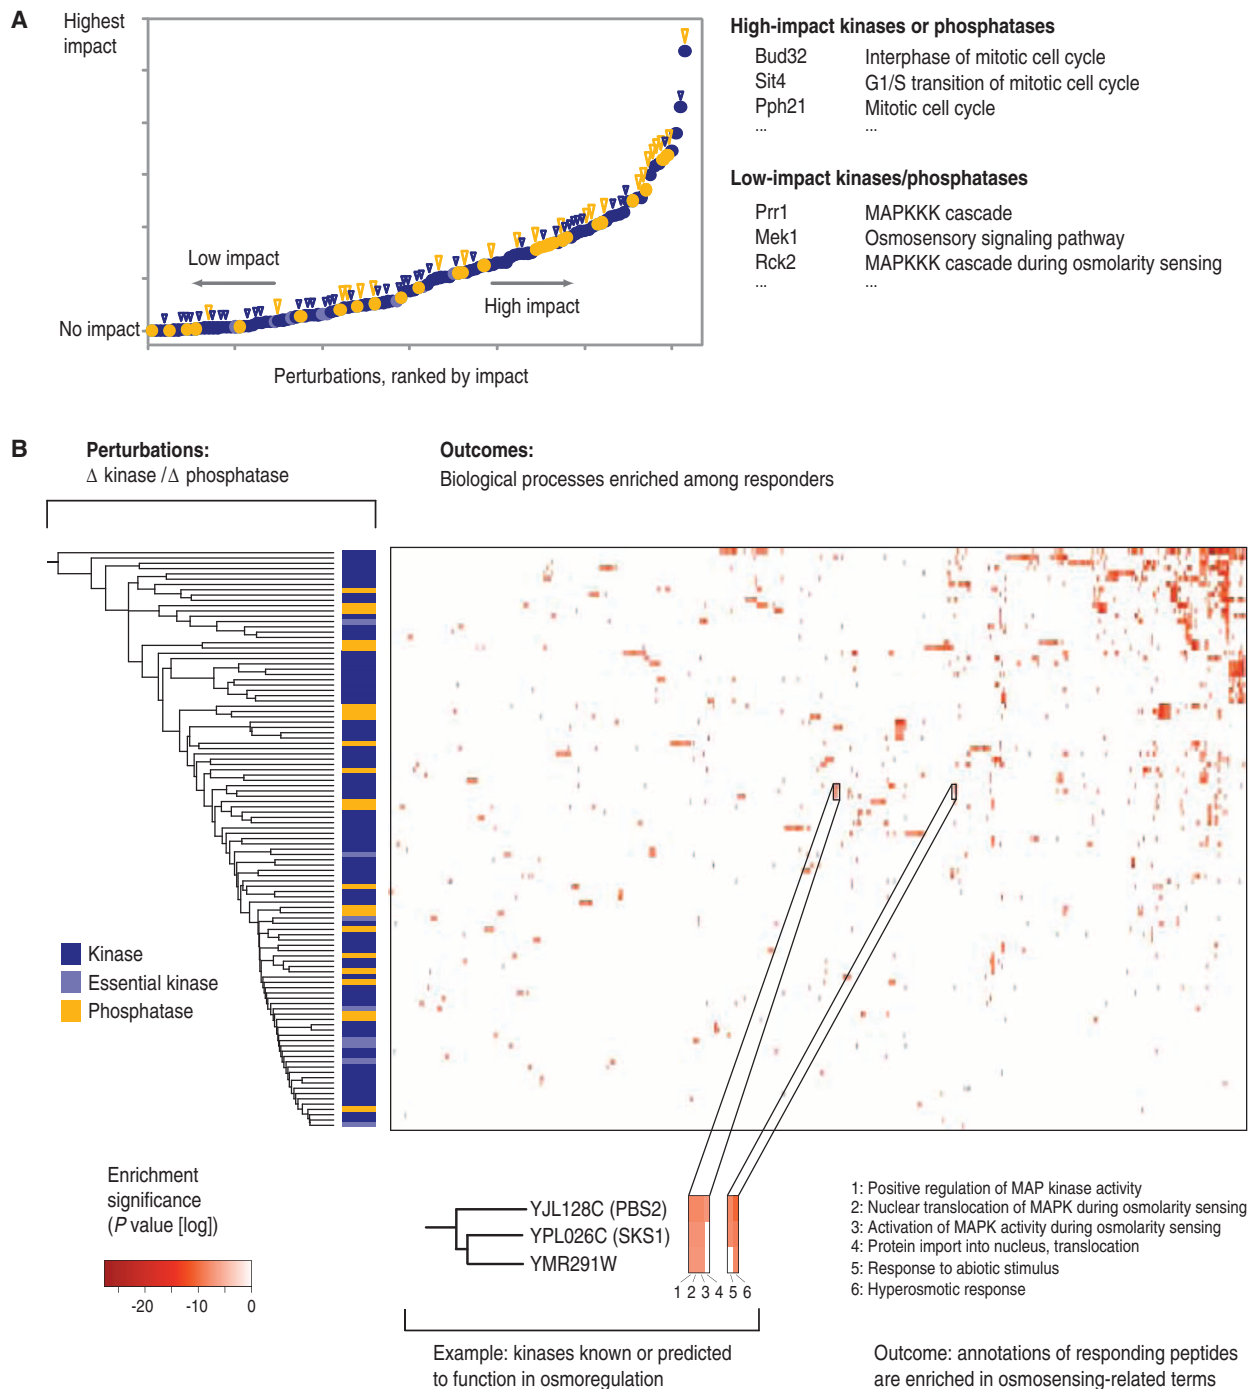 A
Highest
impact
Low impact
High impact
No impact
Perturbations, ranked by impact
High-impact kinases or phosphatases
Bud32 Interphase of mitotic cell cycle
Sit4 G1/S transition of mitotic cell cycle
Pph21 Mitotic cell cycle
... ...
Low-impact kinases/phosphatases
Prr1 MAPKKK cascade
Mek1 Osmosensory signaling pathway
Rck2 MAPKKK cascade during osmolarity sensing
... ...
B
Perturbations:
Δ kinase /Δ phosphatase
Outcomes:
Biological processes enriched among responders
Kinase
Essential kinase
Phosphatase
Enrichment
significance
(P value [log])
-20 -10 0
YJL128C (PBS2)
YPL026C (SKS1)
YMR291W
1 2 3 4 5 6
1: Positive regulation of MAP kinase activity
2: Nuclear translocation of MAPK during osmolarity sensing
3: Activation of MAPK activity during osmolarity sensing
4: Protein import into nucleus, translocation
5: Response to abiotic stimulus
6: Hyperosmotic response
Example: kinases known or predicted
to function in osmoregulation
Outcome: annotations of responding peptides
are enriched in osmosensing-related terms